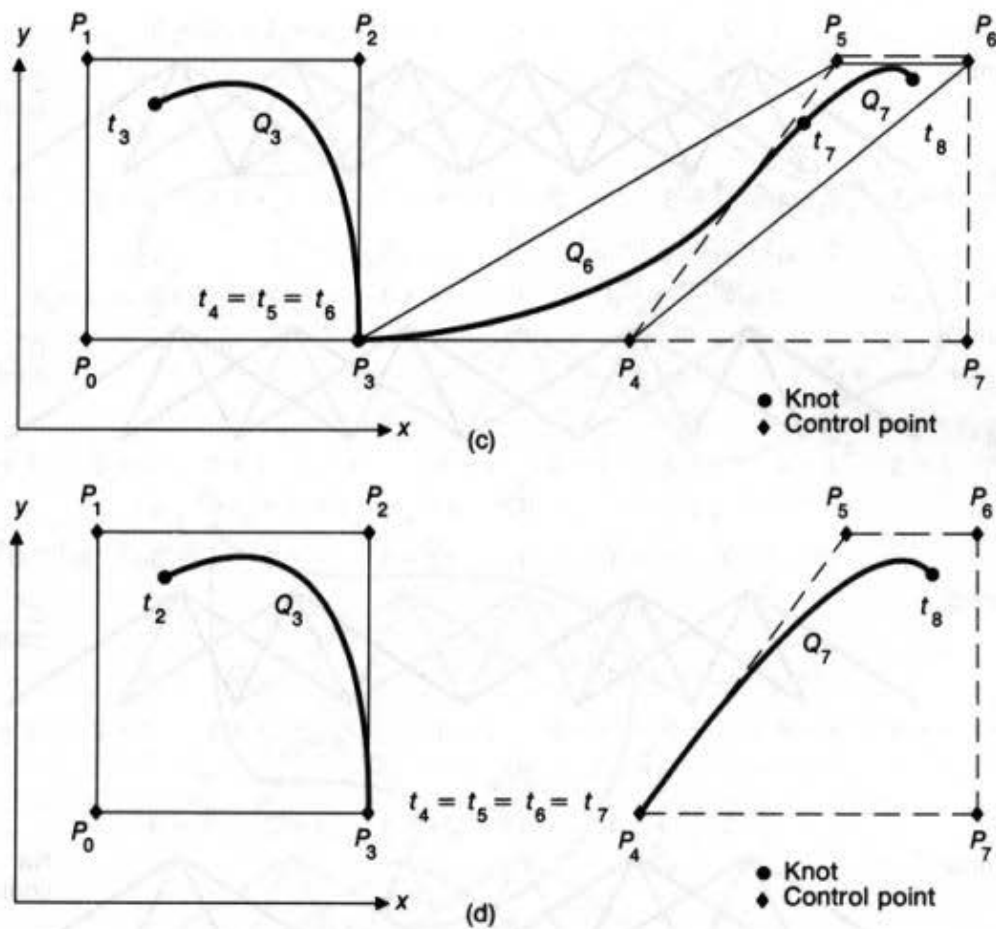 P₁ P₂ P₅ P₆
y
t₃ Q₃ Q₇ t₇ t₈
Q₆
t₄ = t₅ = t₆
P₀ P₃ P₄ P₇
Knot
Control point
x
(c)
P₁ P₂ P₅ P₆
y
t₂ Q₃ Q₇ t₈
t₄ = t₅ = t₆ = t₇
P₀ P₃ P₄ P₇
Knot
Control point
x
(d)